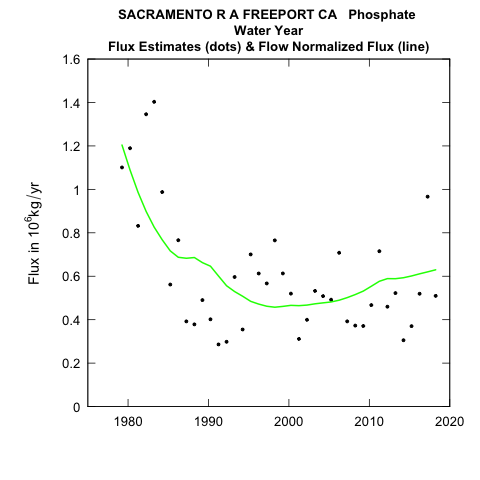 SACRAMENTO R A FREEPORT CA Phosphate
Water Year
Flux Estimates (dots) & Flow Normalized Flux (line)
1.6
1.4
1.2
1
0.8
0.6
0.4
0.2
0
Flux in 10⁶kg/yr
1980 1990 2000 2010 2020